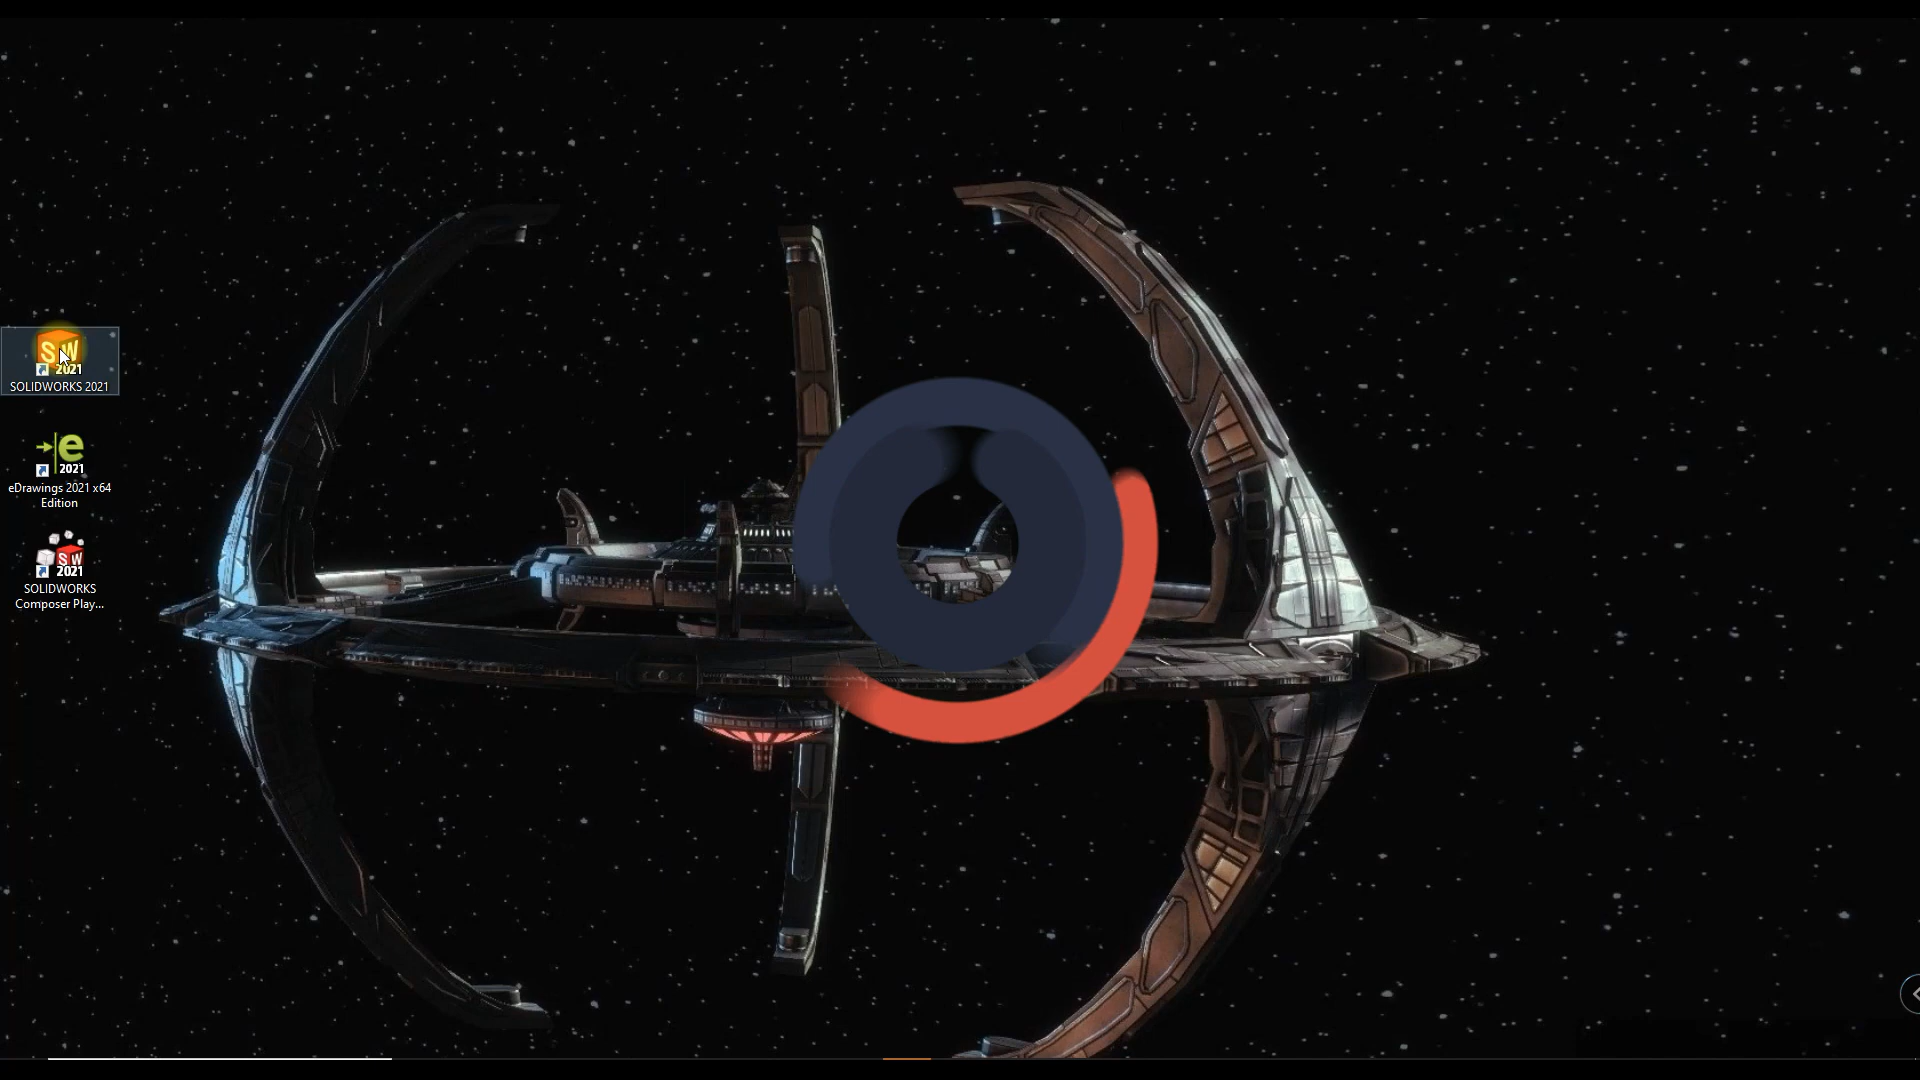 SW
2021
SOLIDWORKS 2021
e
2021
eDrawings 2021 x64
Edition
SW
2021
SOLIDWORKS
Composer Play...